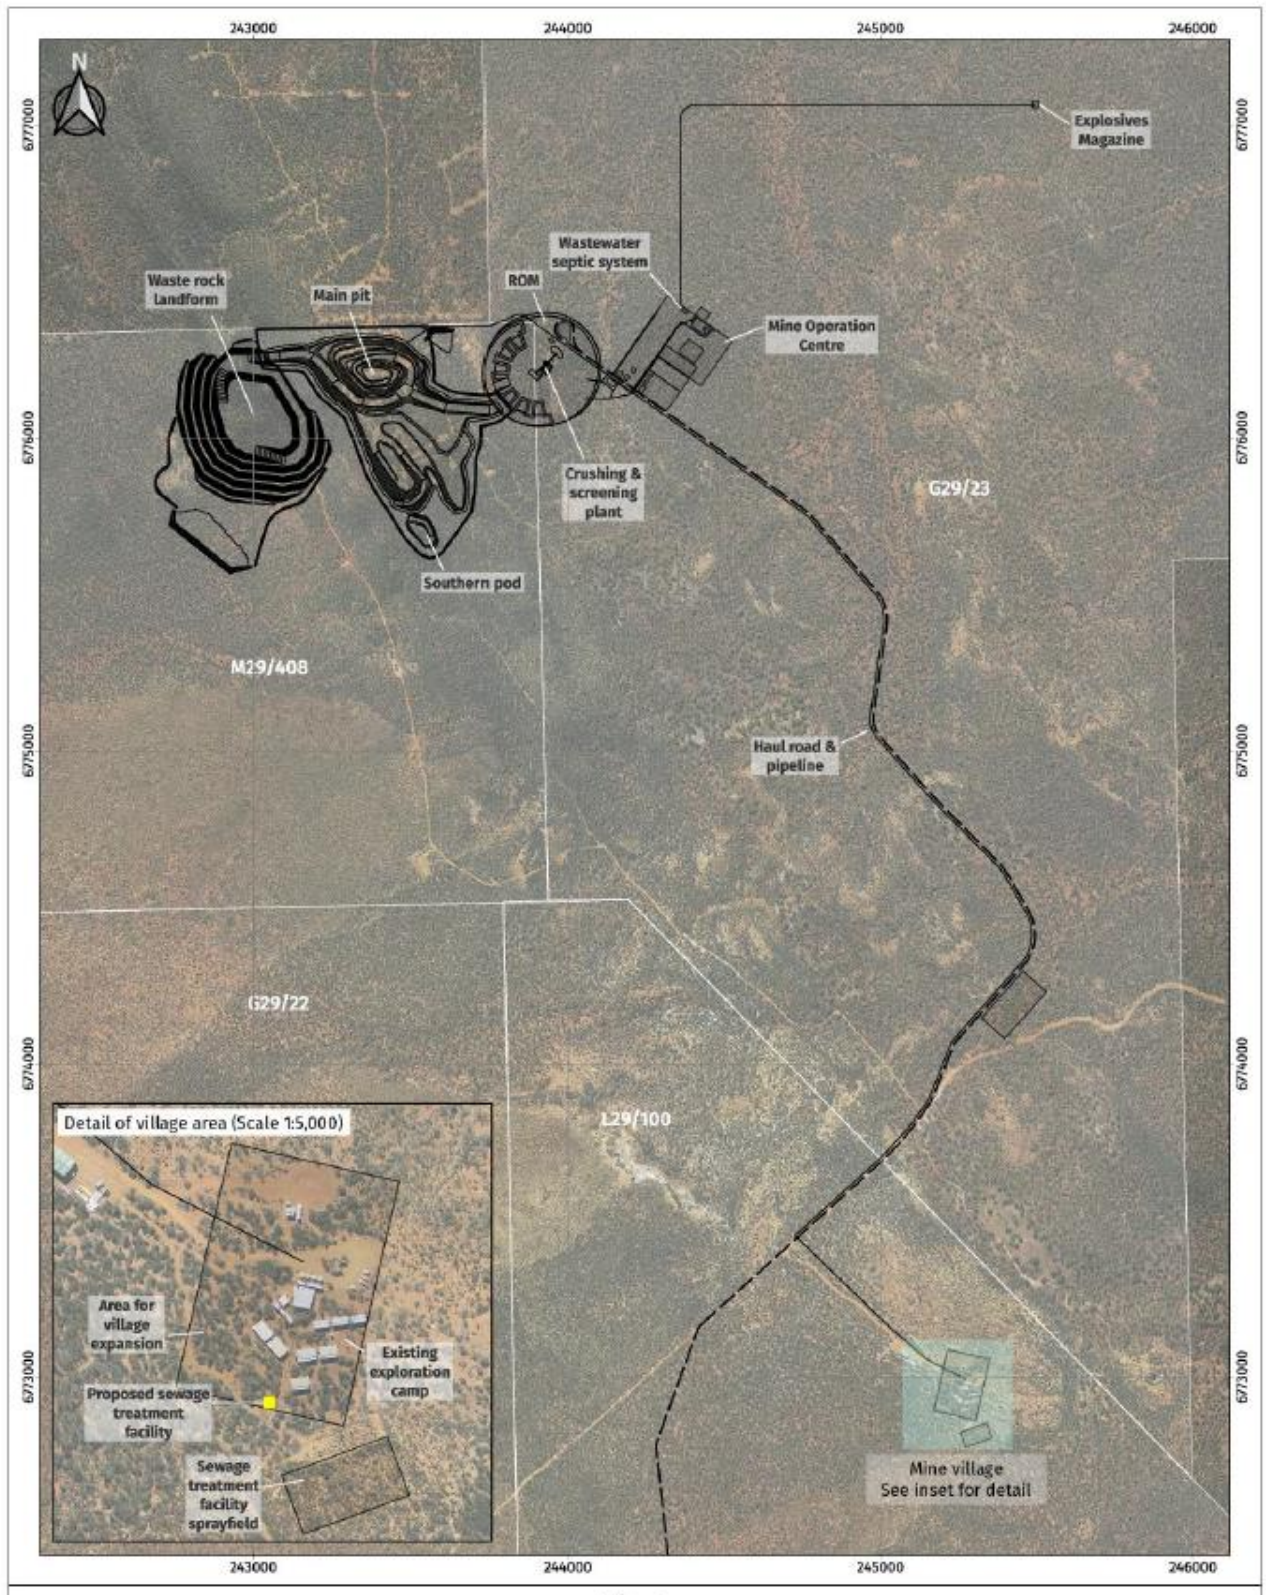 243000
244000
245000
246000
N
6777000
6777000
Explosives
Magazine
Wastewater
septic system
Waste rock
landform
Main pit
ROM
Mine Operation
Centre
6776000
6776000
Crushing &
screening
plant
G29/23
Southern pod
M29/408
6775000
6775000
Haul road &
pipeline
G29/22
6774000
6774000
L29/100
Detail of village area (Scale 1:5,000)
Area for
village
expansion
Existing
exploration
camp
Proposed sewage
treatment
facility
Sewage
treatment
facility
sprayfield
6773000
6773000
Mine village
See inset for detail
243000
244000
245000
246000